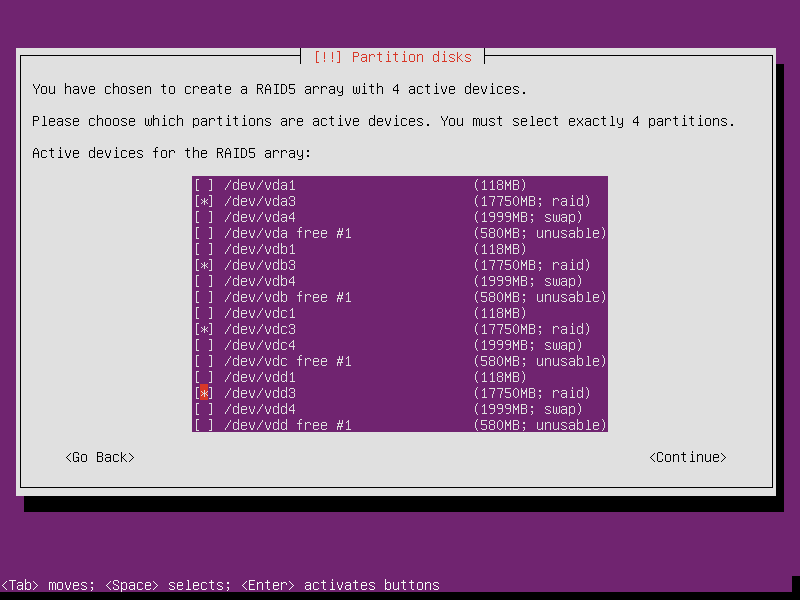 [!!] Partition disks
You have chosen to create a RAID5 array with 4 active devices.
Please choose which partitions are active devices. You must select exactly 4 partitions.
Active devices for the RAID5 array:
[ ] /dev/vda1 (118MB)
[*] /dev/vda3 (17750MB; raid)
[ ] /dev/vda4 (1999MB; swap)
[ ] /dev/vda free #1 (580MB; unusable)
[ ] /dev/vdb1 (118MB)
[*] /dev/vdb3 (17750MB; raid)
[ ] /dev/vdb4 (1999MB; swap)
[ ] /dev/vdb free #1 (580MB; unusable)
[ ] /dev/vdc1 (118MB)
[*] /dev/vdc3 (17750MB; raid)
[ ] /dev/vdc4 (1999MB; swap)
[ ] /dev/vdc free #1 (580MB; unusable)
[ ] /dev/vdd1 (118MB)
[*] /dev/vdd3 (17750MB; raid)
[ ] /dev/vdd4 (1999MB; swap)
[ ] /dev/vdd free #1 (580MB; unusable)
<Go Back> <Continue>
<Tab> moves; <Space> selects; <Enter> activates buttons